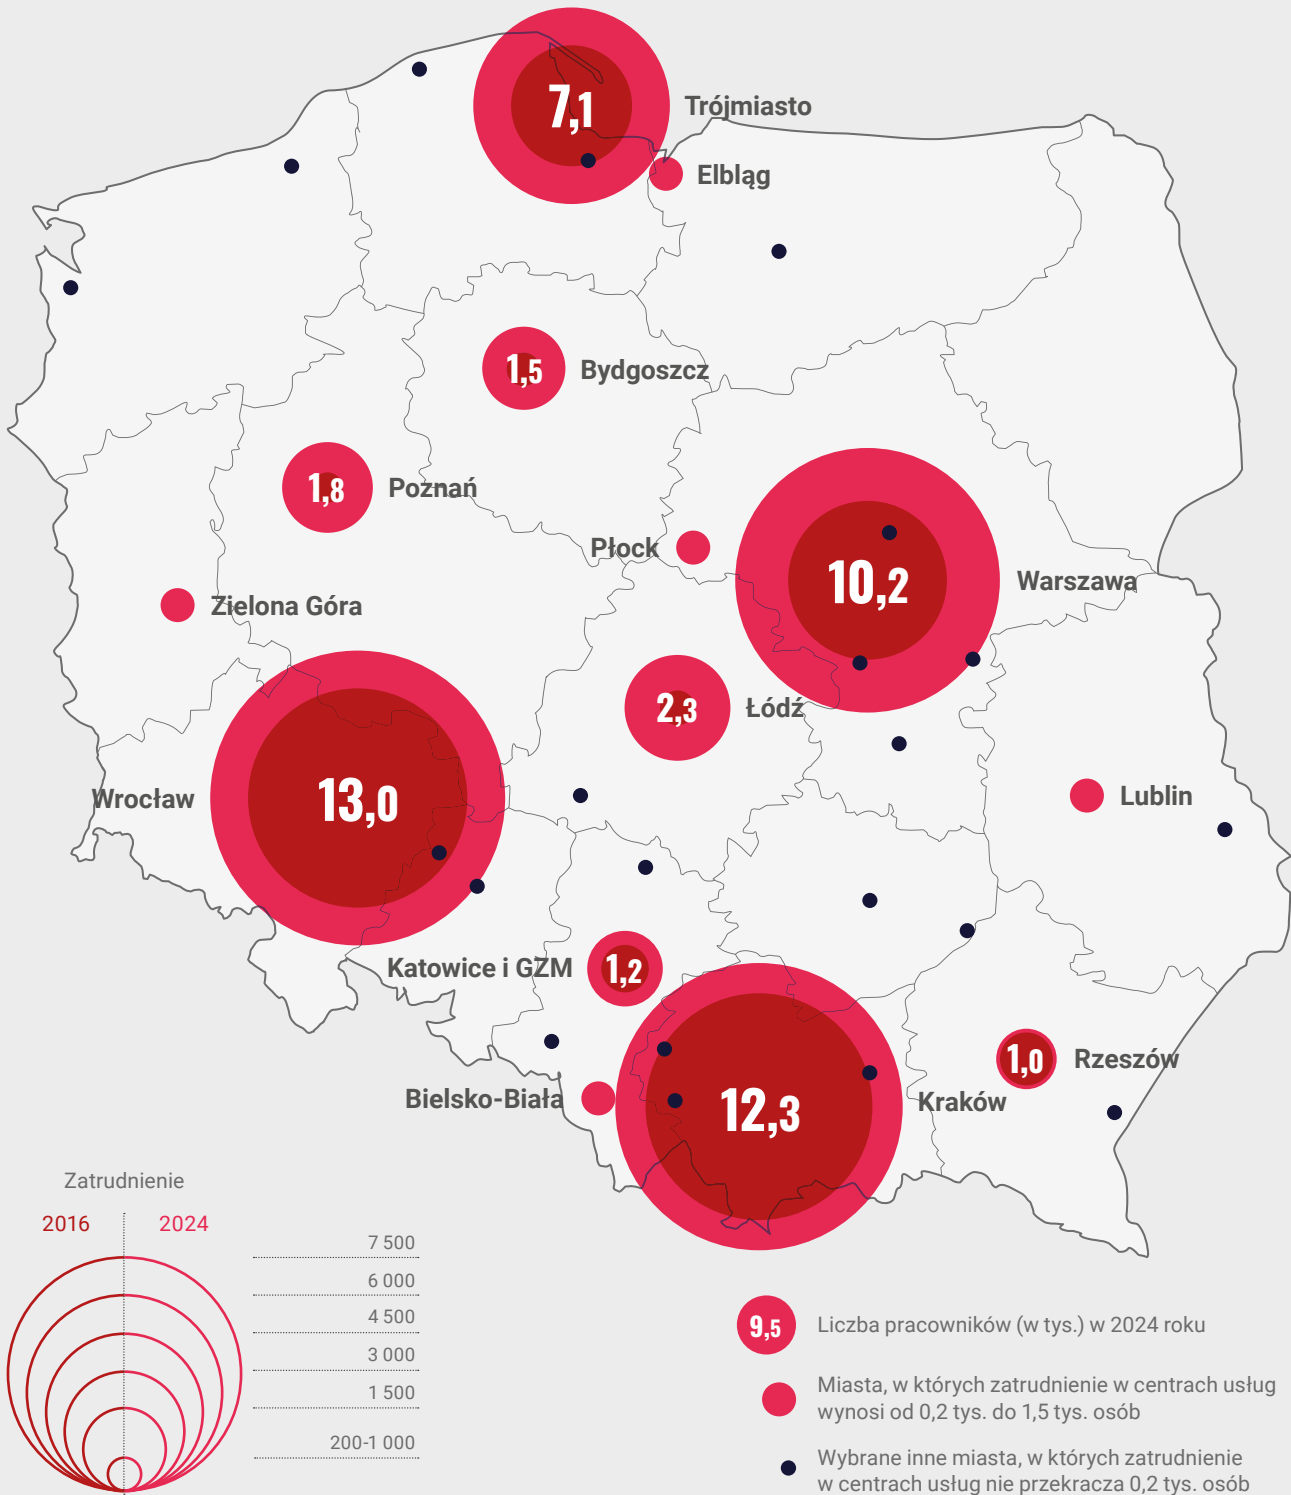 7,1
Trójmiasto
Elbląg
1,5
Bydgoszcz
1,8
Poznań
Płock
10,2
Warszawa
Zielona Góra
2,3
Łódź
Wrocław
13,0
Lublin
Katowice i GZM
1,2
1,0
Rzeszów
Bielsko-Biała
12,3
Kraków
Zatrudnienie
2016
2024
7 500
6 000
4 500
3 000
1 500
200-1 000
9,5
Liczba pracowników (w tys.) w 2024 roku
Miasta, w których zatrudnienie w centrach usług
wynosi od 0,2 tys. do 1,5 tys. osób
Wybrane inne miasta, w których zatrudnienie
w centrach usług nie przekracza 0,2 tys. osób